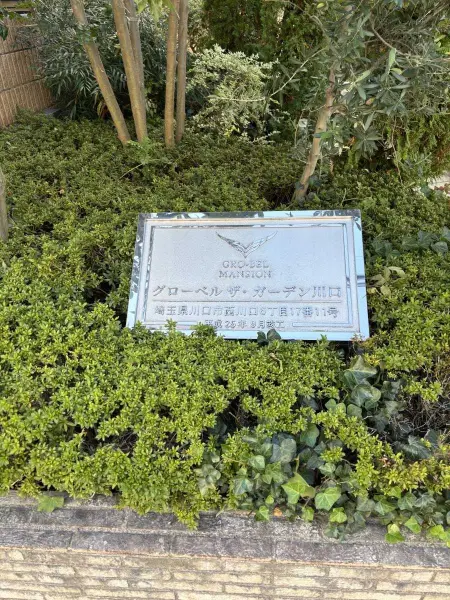 GRO-BEL
MANSION
グローベル ザ・ガーデン川口
埼玉県川口市西川口6丁目17番11号
平成25年9月竣工